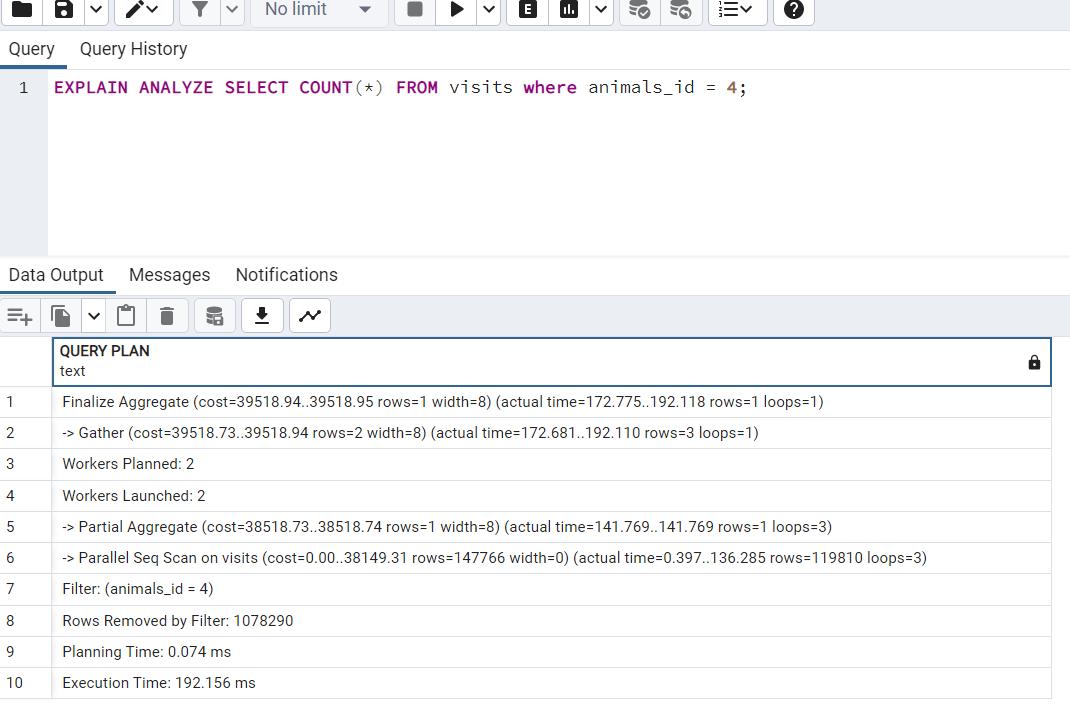 No limit
E
Query Query History
1 EXPLAIN ANALYZE SELECT COUNT(*) FROM visits where animals_id = 4;
Data Output Messages Notifications
QUERY PLAN
text
1 Finalize Aggregate (cost=39518.94..39518.95 rows=1 width=8) (actual time=172.775..192.118 rows=1 loops=1)
2 -> Gather (cost=39518.73..39518.94 rows=2 width=8) (actual time=172.681..192.110 rows=3 loops=1)
3 Workers Planned: 2
4 Workers Launched: 2
5 -> Partial Aggregate (cost=38518.73..38518.74 rows=1 width=8) (actual time=141.769..141.769 rows=1 loops=3)
6 -> Parallel Seq Scan on visits (cost=0.00..38149.31 rows=147766 width=0) (actual time=0.397..136.285 rows=119810 loops=3)
7 Filter: (animals_id = 4)
8 Rows Removed by Filter: 1078290
9 Planning Time: 0.074 ms
10 Execution Time: 192.156 ms